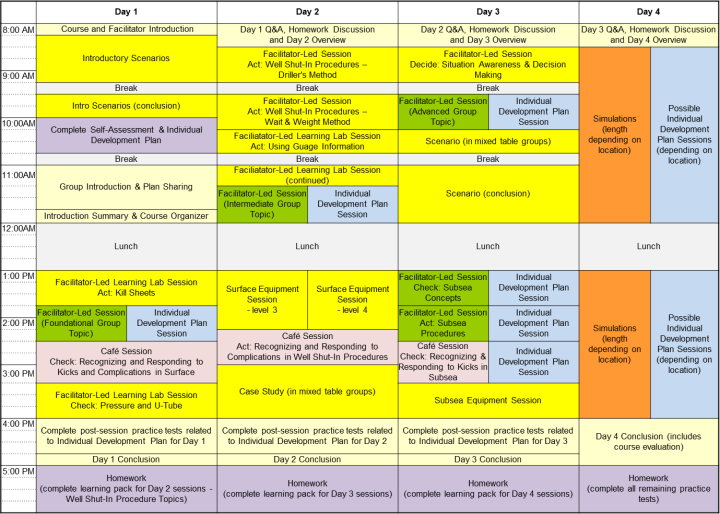 Day 1
Day 2
Day 3
Day 4
8:00 AM
9:00 AM
10:00AM
11:00AM
12:00AM
1:00 PM
2:00 PM
3:00 PM
4:00 PM
5:00 PM
Course and Facilitator Introduction
Introductory Scenarios
Break
Intro Scenarios (conclusion)
Complete Self-Assessment & Individual
Development Plan
Break
Group Introduction & Plan Sharing
Introduction Summary & Course Organizer
Lunch
Facilitator-Led Learning Lab Session
Act: Kill Sheets
Facilitator-Led Session
(Foundational Group
Topic)
Individual
Development Plan
Session
Café Session
Check: Recognizing and Responding to
Kicks and Complications in Surface
Facilitator-Led Learning Lab Session
Check: Pressure and U-Tube
Complete post-session practice tests related
to Individual Development Plan for Day 1
Day 1 Conclusion
Homework
(complete learning pack for Day 2 sessions -
Well Shut-In Procedure Topics)
Day 1 Q&A, Homework Discussion
and Day 2 Overview
Facilitator-Led Session
Act: Well Shut-In Procedures –
Driller's Method
Break
Facilitator-Led Session
Act: Well Shut-In Procedures –
Wait & Weight Method
Facilitator-Led Learning Lab Session
Act: Using Guage Information
Break
Facilitator-Led Learning Lab Session
(continued)
Facilitator-Led Session
(Intermediate Group
Topic)
Individual
Development Plan
Session
Lunch
Surface Equipment
Session
- level 3
Surface Equipment
Session
- level 4
Café Session
Act: Recognizing and Responding to
Complications in Well Shut-In Procedures
Case Study (in mixed table groups)
Complete post-session practice tests related
to Individual Development Plan for Day 2
Day 2 Conclusion
Homework
(complete learning pack for Day 3 sessions)
Day 2 Q&A, Homework Discussion
and Day 3 Overview
Facilitator-Led Session
Decide: Situation Awareness & Decision
Making
Break
Facilitator-Led Session
(Advanced Group
Topic)
Individual
Development Plan
Session
Scenario (in mixed table groups)
Break
Scenario (conclusion)
Lunch
Facilitator-Led Session
Check: Subsea
Concepts
Individual
Development Plan
Session
Facilitator-Led Session
Act: Subsea
Procedures
Individual
Development Plan
Session
Café Session
Check: Recognizing &
Responding to Kicks in
Subsea
Individual
Development Plan
Session
Subsea Equipment Session
Complete post-session practice tests related
to Individual Development Plan for Day 3
Day 3 Conclusion
Homework
(complete learning pack for Day 4 sessions)
Day 3 Q&A, Homework Discussion
and Day 4 Overview
Simulations
(length
depending on
location)
Possible
Individual
Development
Plan Sessions
(depending on
location)
Lunch
Simulations
(length
depending on
location)
Possible
Individual
Development
Plan Sessions
(depending on
location)
Day 4 Conclusion (includes
course evaluation)
Homework
(complete all remaining practice
tests)